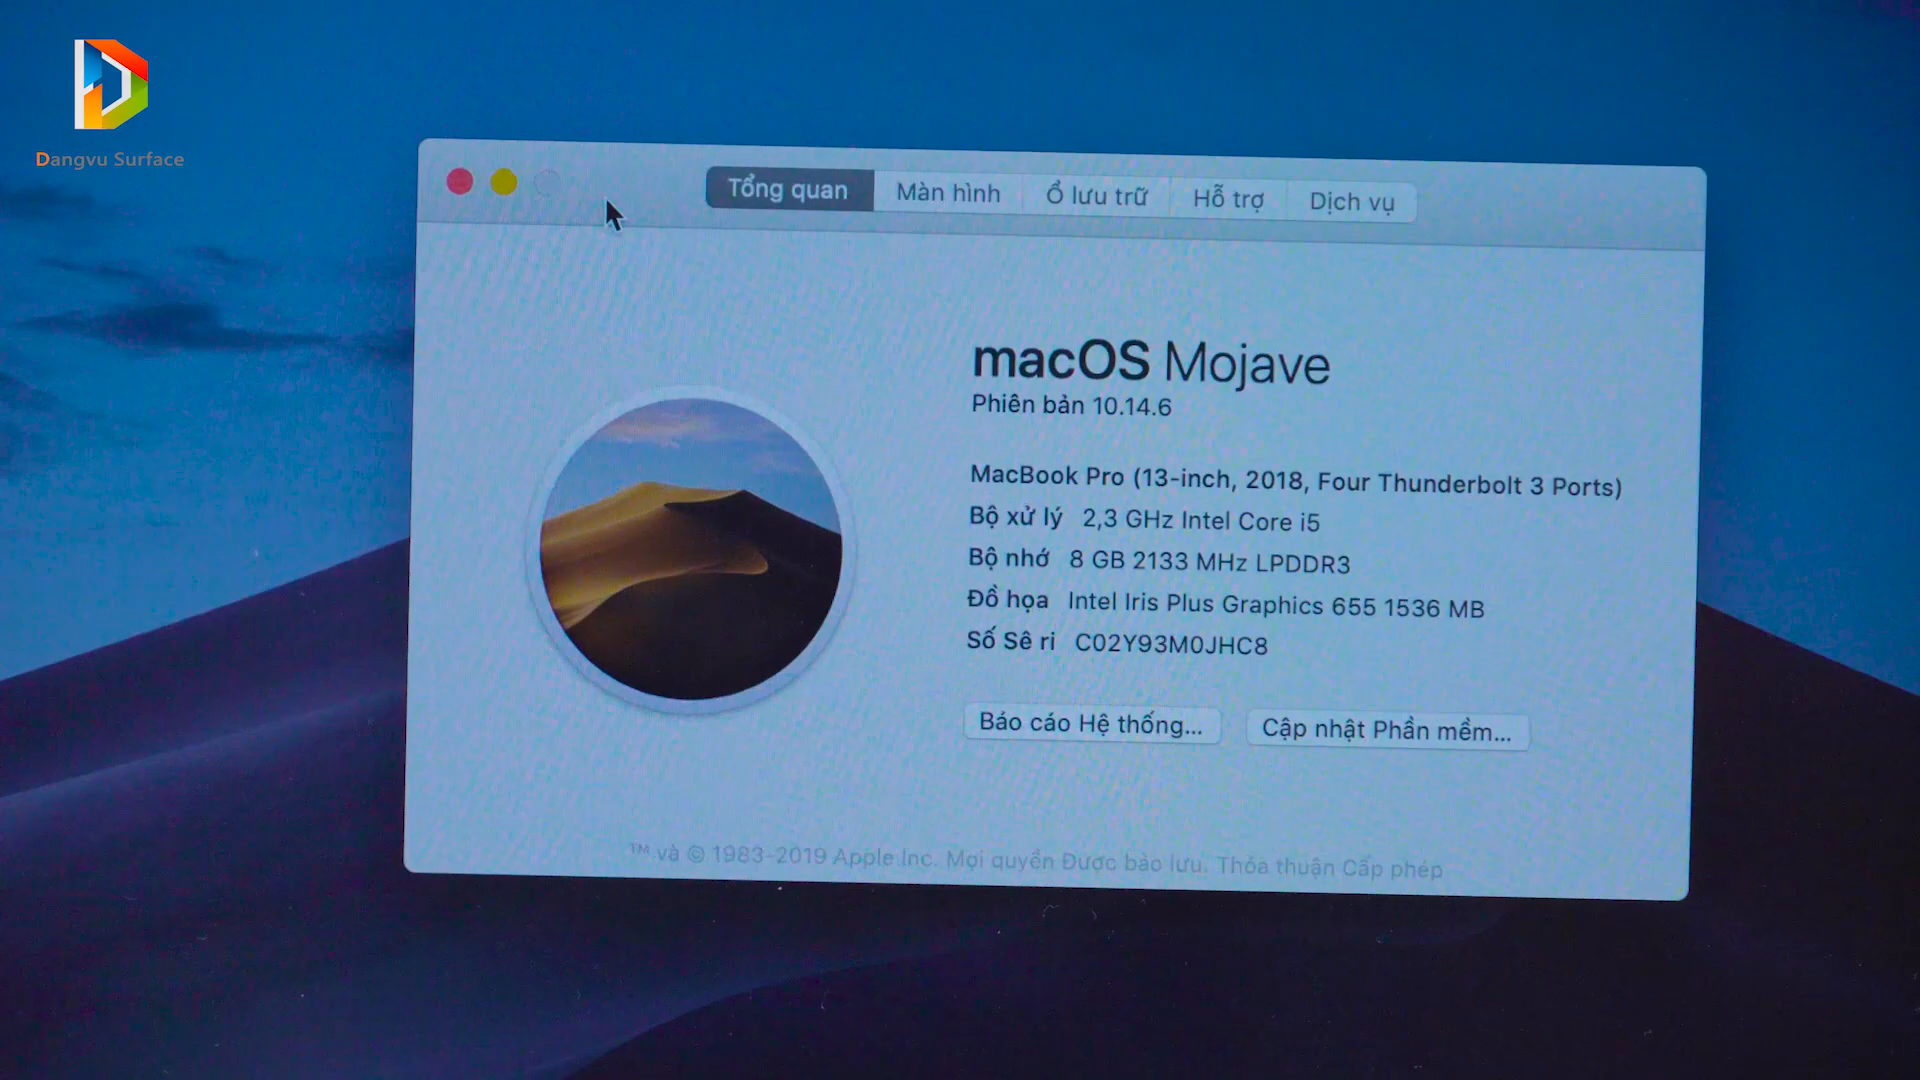 Dangvu Surface
Tổng quan Màn hình Ổ lưu trữ Hỗ trợ Dịch vụ
macOS Mojave
Phiên bản 10.14.6
MacBook Pro (13-inch, 2018, Four Thunderbolt 3 Ports)
Bộ xử lý 2,3 GHz Intel Core i5
Bộ nhớ 8 GB 2133 MHz LPDDR3
Đồ họa Intel Iris Plus Graphics 655 1536 MB
Số Sê ri C02Y93M0JHC8
Báo cáo Hệ thống... Cập nhật Phần mềm...
™ và © 1983-2019 Apple Inc. Mọi quyền Được bảo lưu. Thỏa thuận Cấp phép